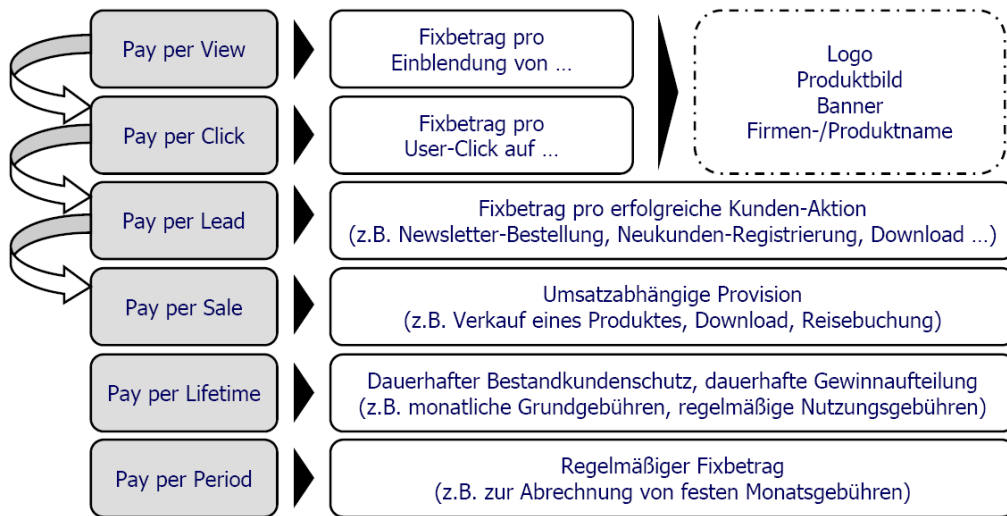 Pay per View
Fixbetrag pro
Einblendung von ...
Logo
Produktbild
Banner
Firmen-/Produktname
Pay per Click
Fixbetrag pro
User-Click auf ...
Pay per Lead
Fixbetrag pro erfolgreiche Kunden-Aktion
(z.B. Newsletter-Bestellung, Neukunden-Registrierung, Download ...)
Pay per Sale
Umsatzabhängige Provision
(z.B. Verkauf eines Produktes, Download, Reisebuchung)
Pay per Lifetime
Dauerhafter Bestandkundenschutz, dauerhafte Gewinnaufteilung
(z.B. monatliche Grundgebühren, regelmäßige Nutzungsgebühren)
Pay per Period
Regelmäßiger Fixbetrag
(z.B. zur Abrechnung von festen Monatsgebühren)